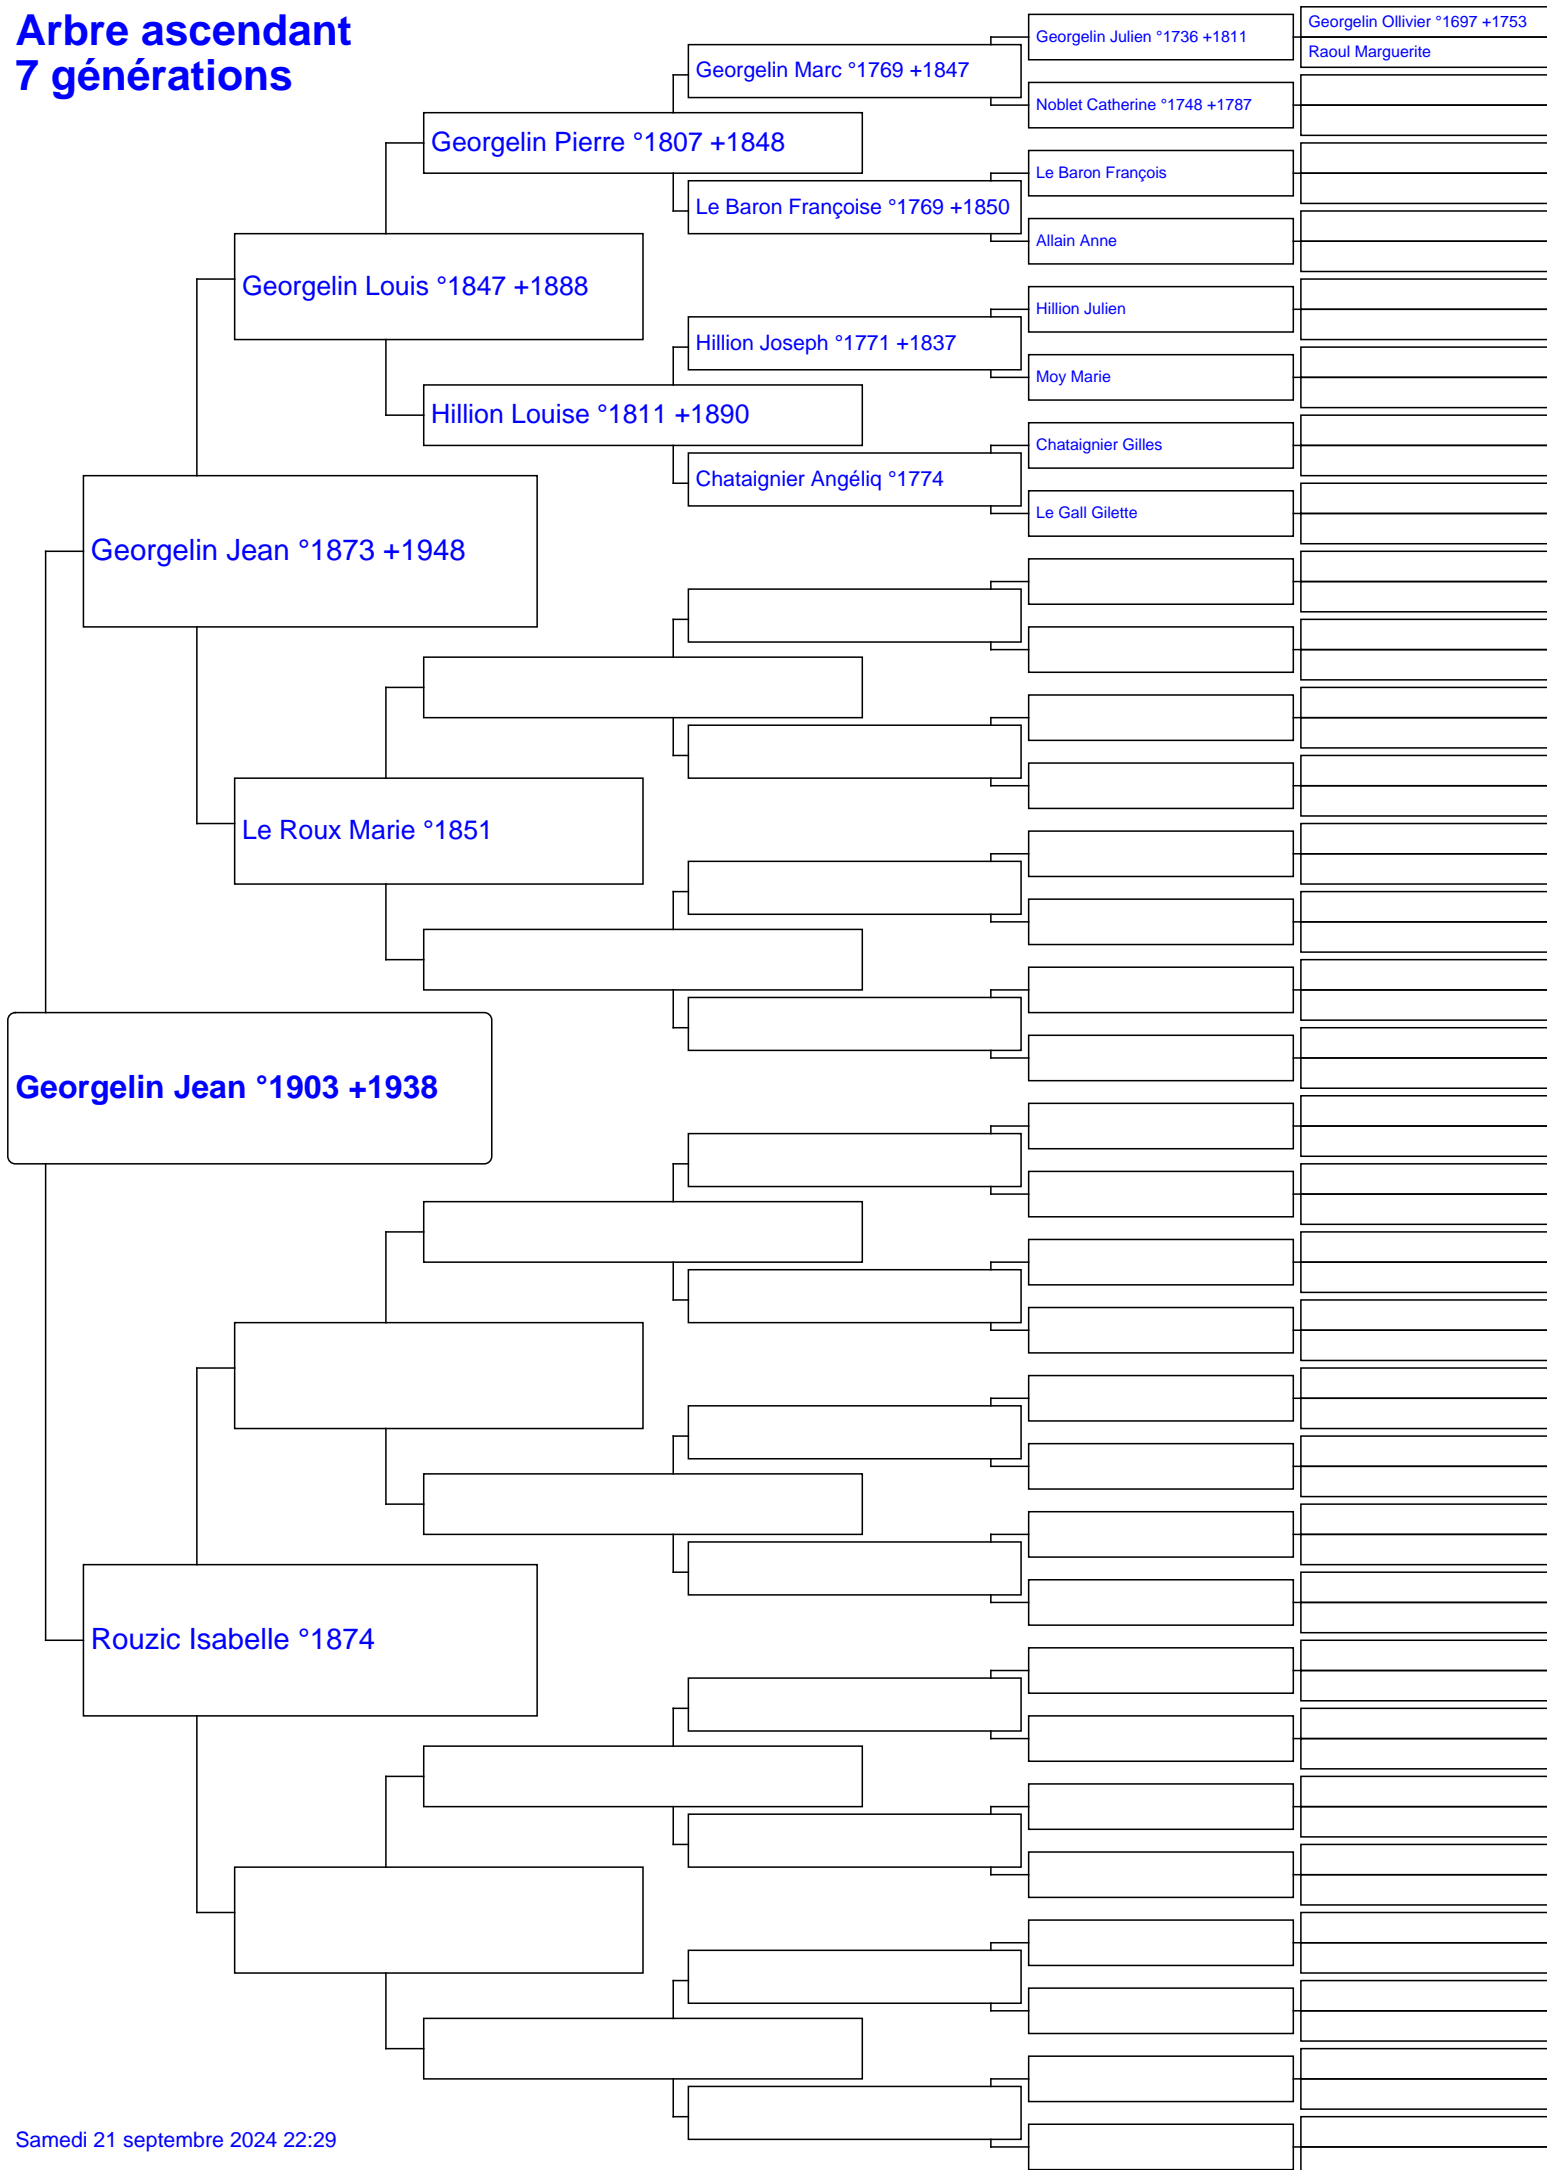 Arbre ascendant
7 générations
Georgelin Ollivier °1697 +1753
Georgelin Julien °1736 +1811
Raoul Marguerite
Georgelin Marc °1769 +1847
Noblet Catherine °1748 +1787
Georgelin Pierre °1807 +1848
Le Baron François
Le Baron Françoise °1769 +1850
Allain Anne
Georgelin Louis °1847 +1888
Hillion Julien
Hillion Joseph °1771 +1837
Moy Marie
Hillion Louise °1811 +1890
Chataignier Gilles
Chataignier Angéliq °1774
Le Gall Gilette
Georgelin Jean °1873 +1948
Le Roux Marie °1851
Georgelin Jean °1903 +1938
Rouzic Isabelle °1874
Samedi 21 septembre 2024 22:29